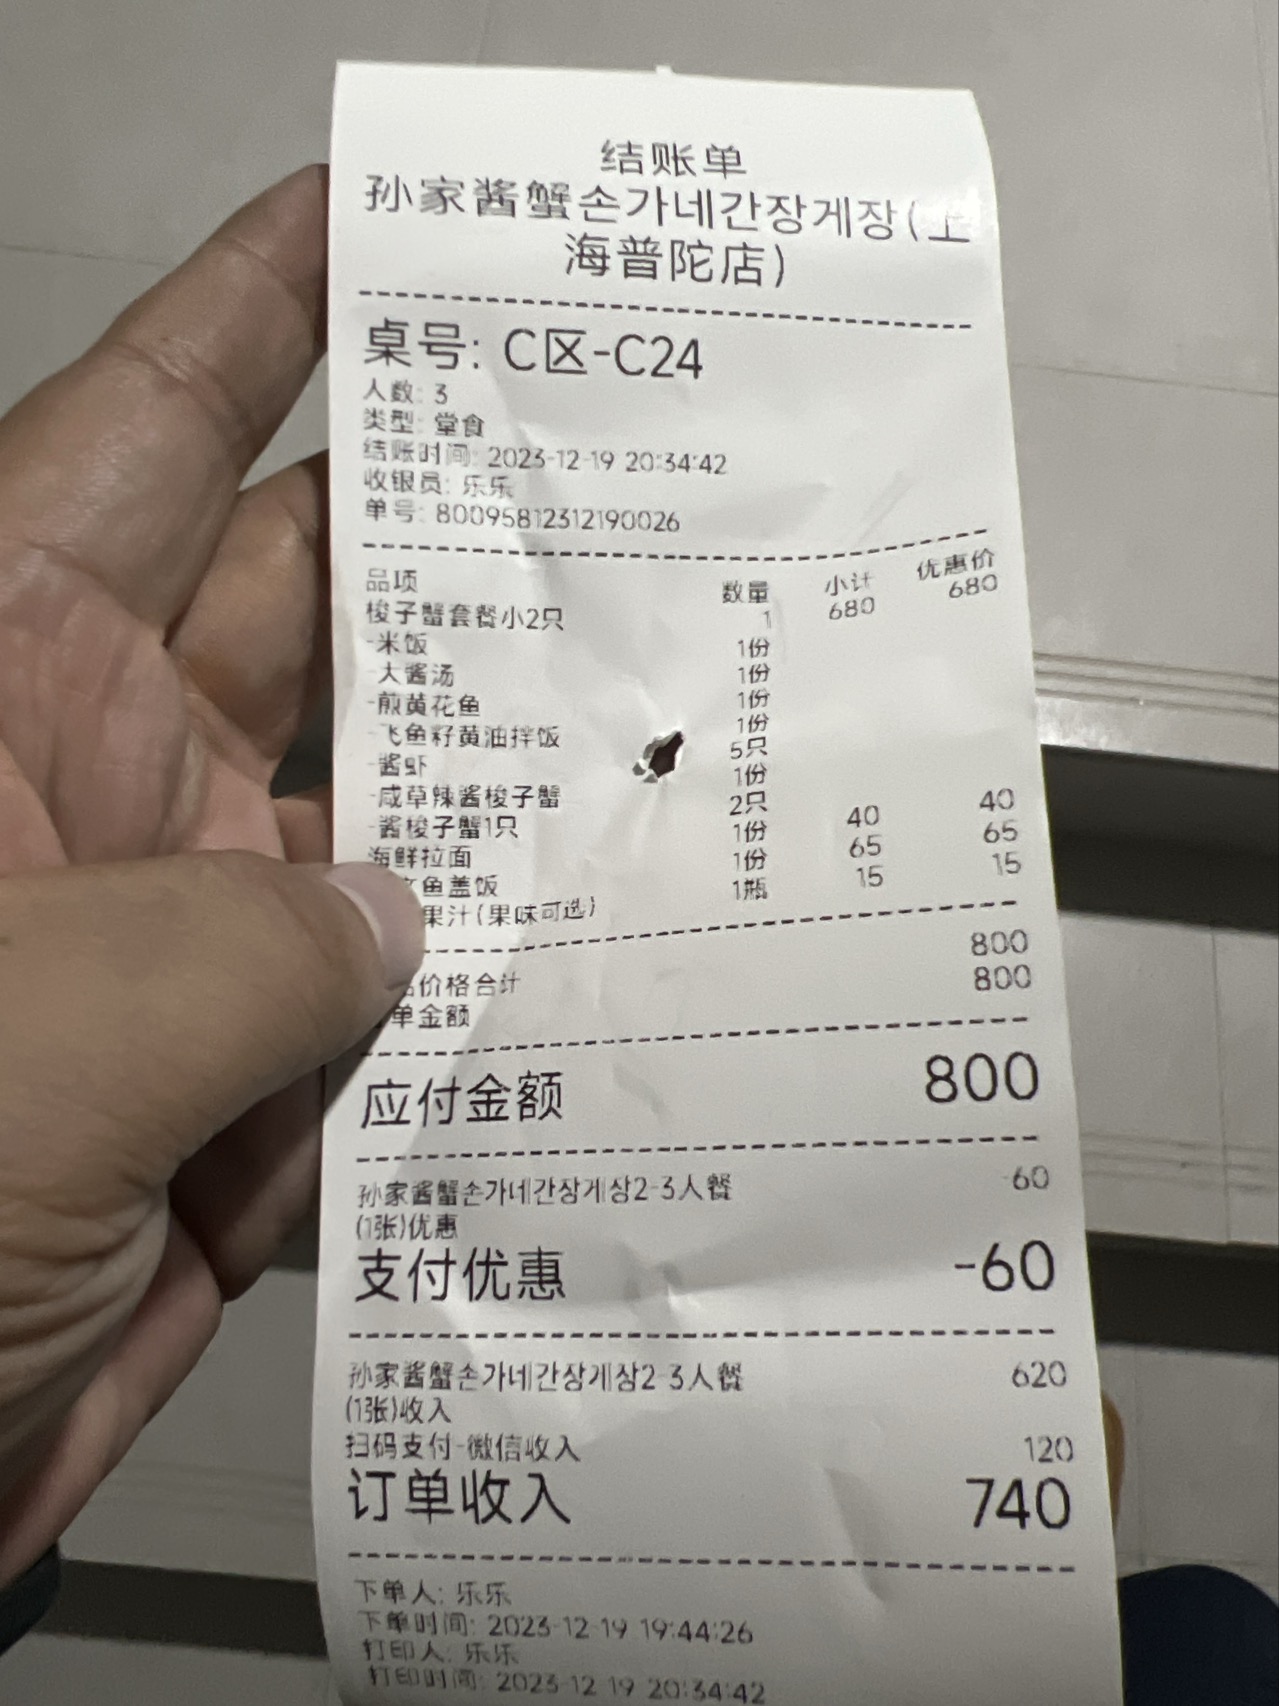 结账单
孙家酱蟹손가네간장게장(上
海普陀店)
桌号: C区-C24
人数: 3
类型: 堂食
结账时间: 2023-12-19 20:34:42
收银员: 乐乐
单号: 80095812312190026
品项 数量 小计 优惠价
梭子蟹套餐小2只 1 680 680
-米饭 1份
-大酱汤 1份
-煎黄花鱼 1份
-飞鱼籽黄油拌饭 1份
-酱虾 5只
-咸草辣酱梭子蟹 1份
-酱梭子蟹1只 2只
海鲜拉面 1份 40 40
鱼盖饭 1份 65 65
果汁(果味可选) 1瓶 15 15
价格合计 800
单金额 800
应付金额 800
孙家酱蟹손가네간장게장2-3人餐 -60
(1张)优惠
支付优惠 -60
孙家酱蟹손가네간장게장2-3人餐 620
(1张)收入
扫码支付-微信收入 120
订单收入 740
下单人: 乐乐
下单时间: 2023-12-19 19:44:26
打印人: 乐乐
打印时间: 2023-12-19 20:34:42